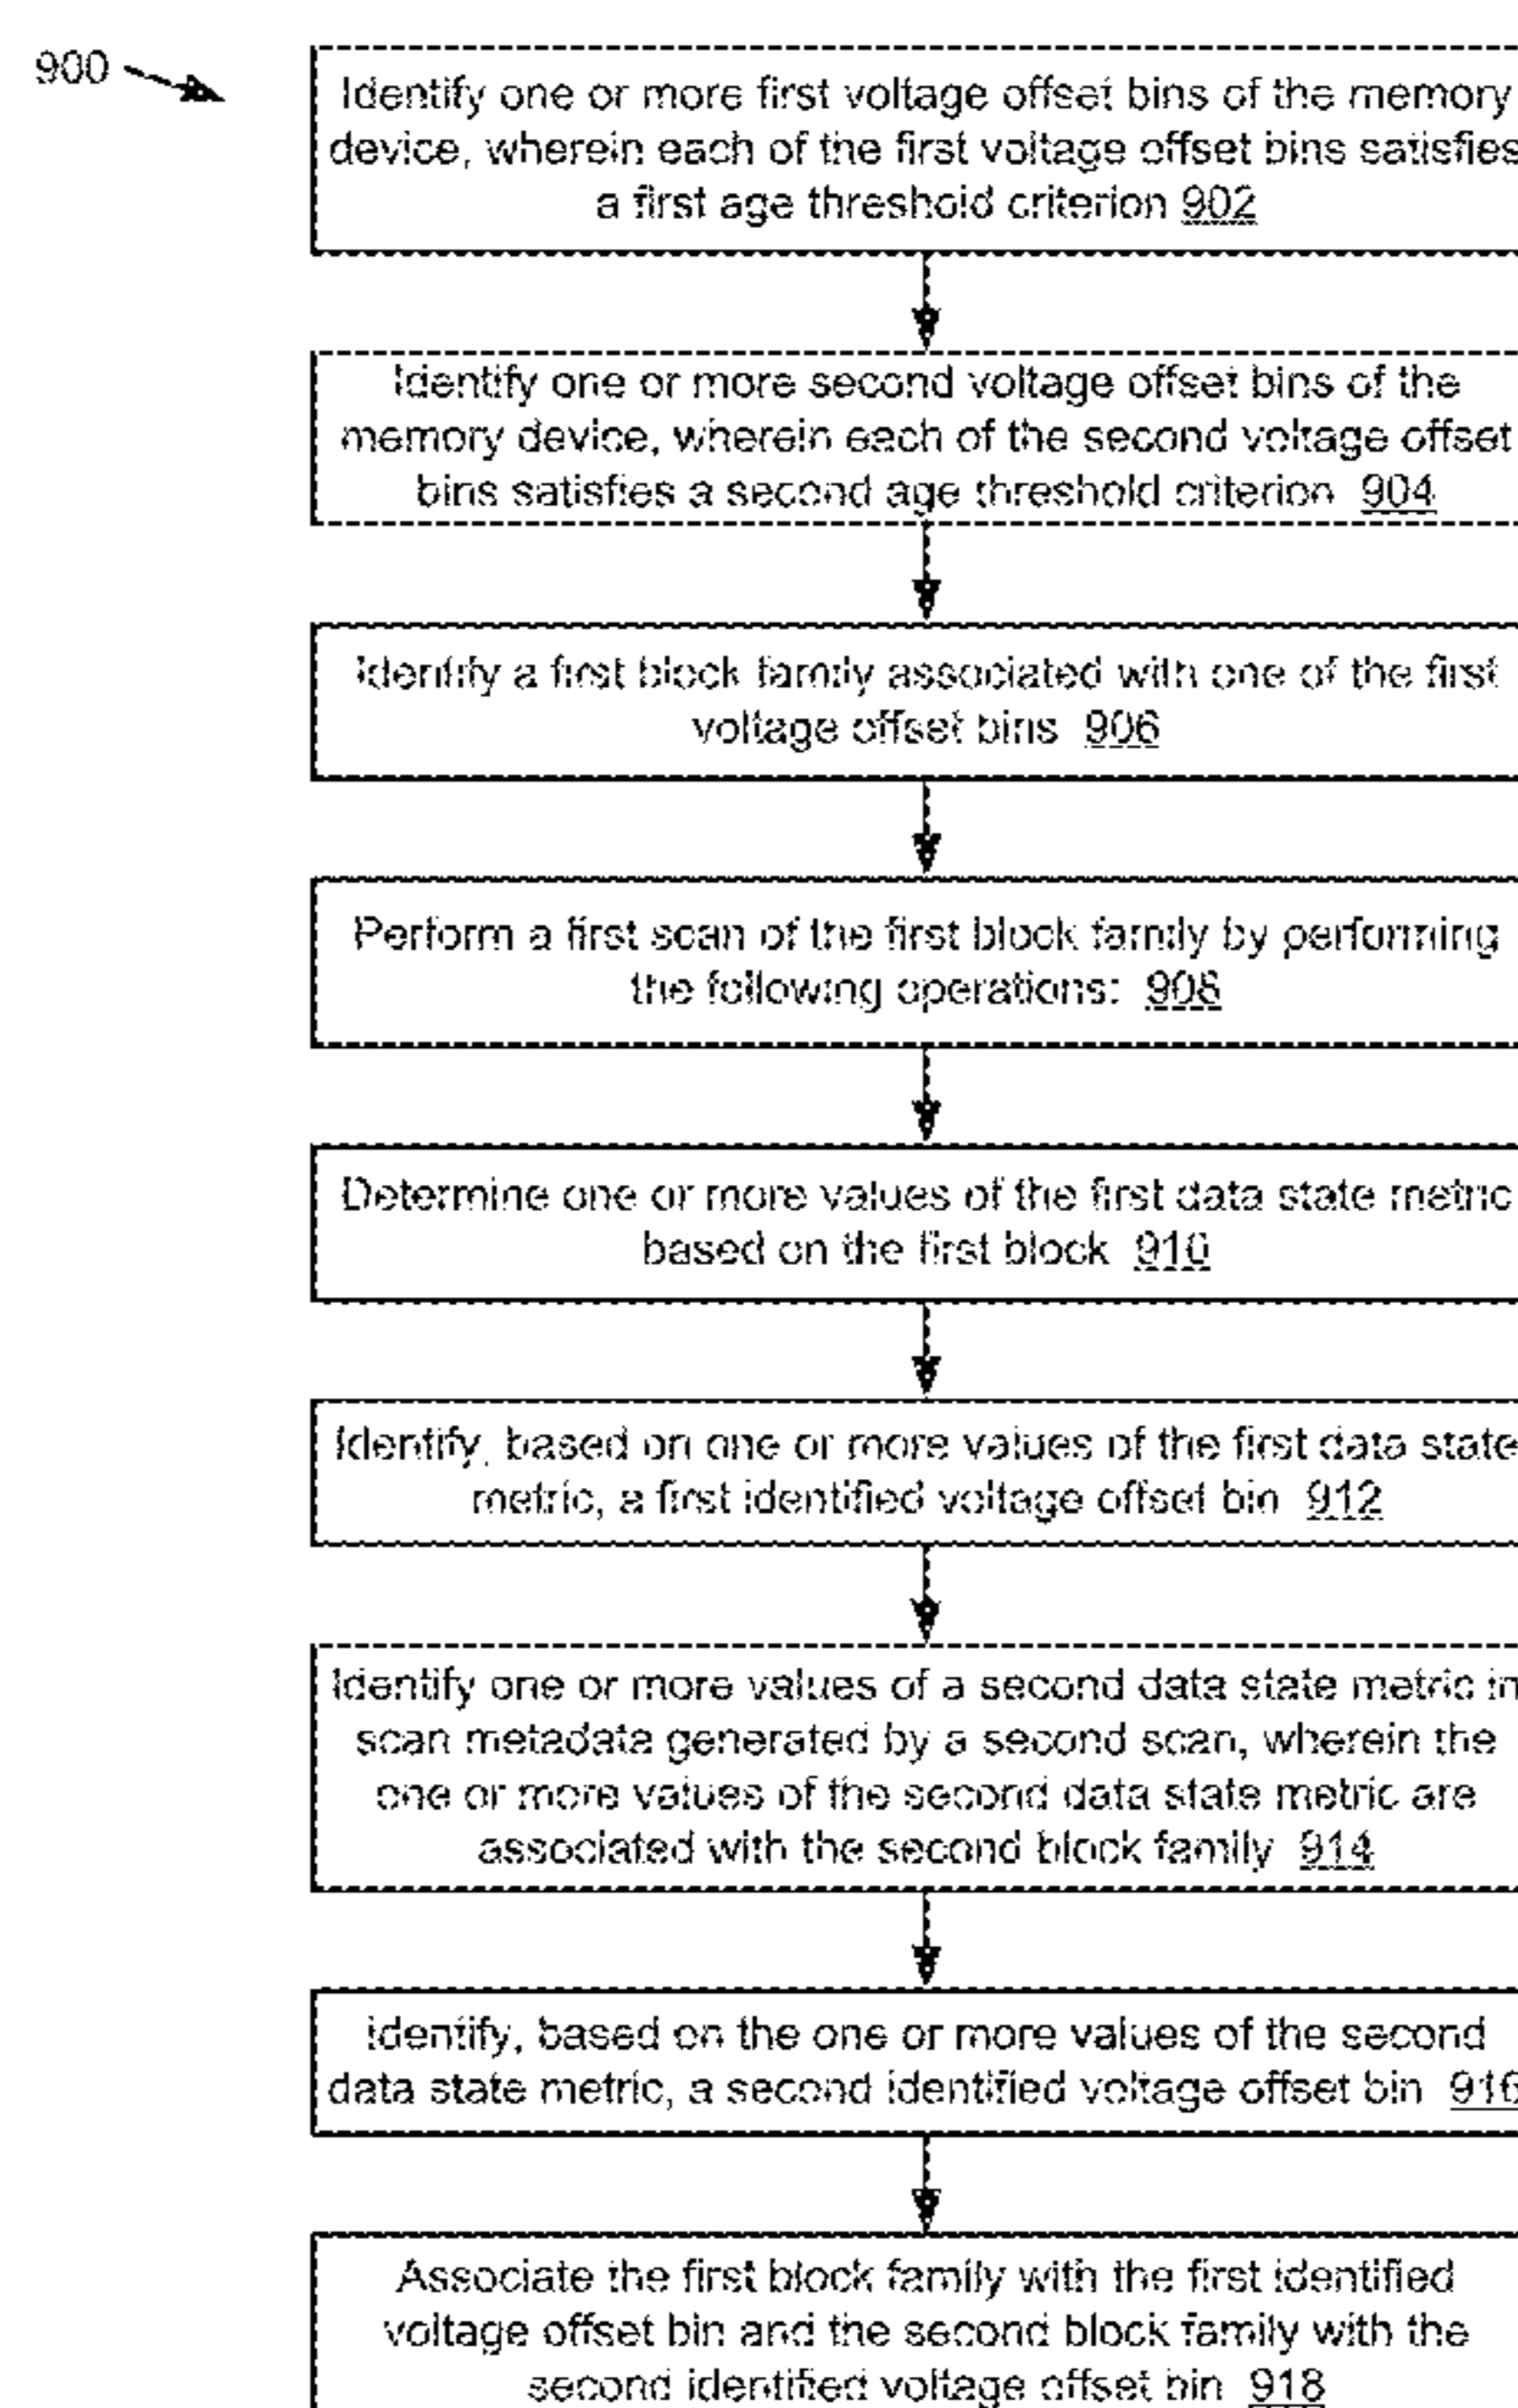 900
Identify one or more first voltage offset bins of the memory
device, wherein each of the first voltage offset bins satisfies
a first age threshold criterion 902
Identify one or more second voltage offset bins of the
memory device, wherein each of the second voltage offset
bins satisfies a second age threshold criterion 904
Identify a first block family associated with one of the first
voltage offset bins 906
Perform a first scan of the first block family by performing
the following operations: 908
Determine one or more values of the first data state metric
based on the first block 910
Identify, based on one or more values of the first data state
metric, a first identified voltage offset bin 912
Identify one or more values of a second data state metric in
scan metadata generated by a second scan, wherein the
one or more values of the second data state metric are
associated with the second block family 914
Identify, based on the one or more values of the second
data state metric, a second identified voltage offset bin 916
Associate the first block family with the first identified
voltage offset bin and the second block family with the
second identified voltage offset bin 918